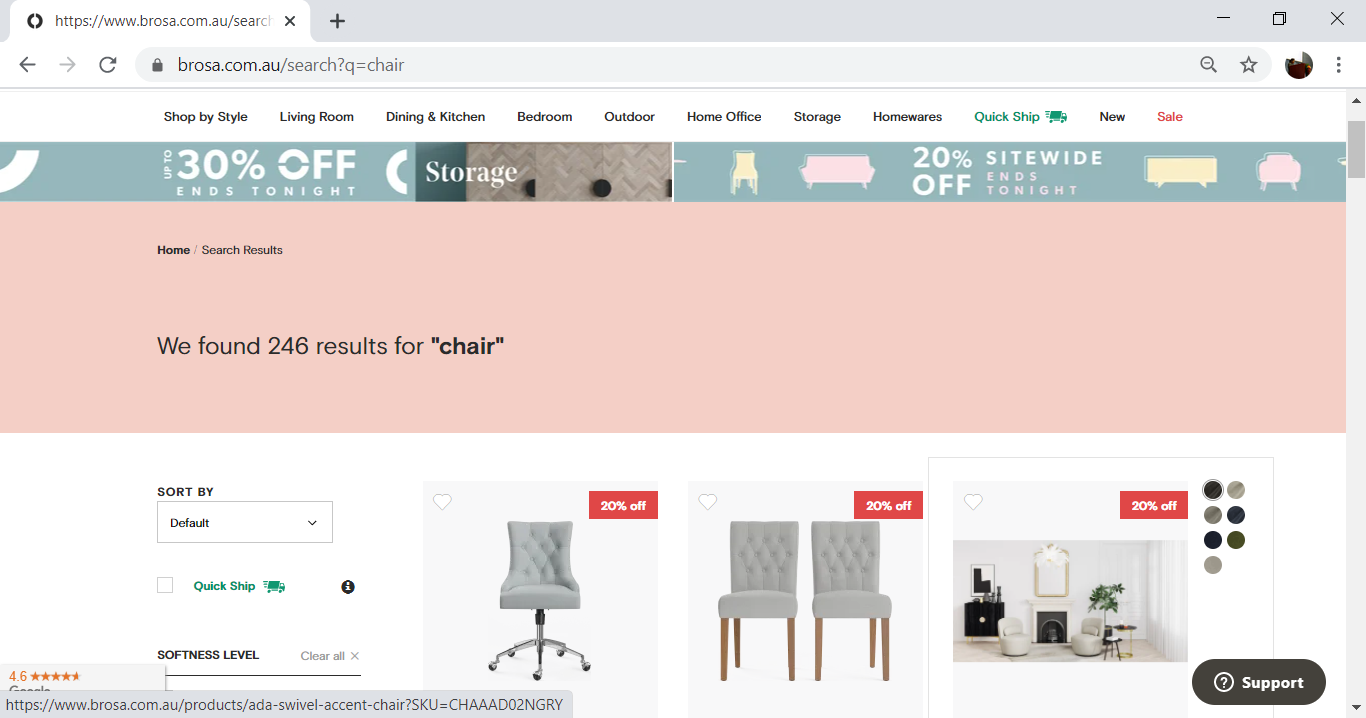 https://www.brosa.com.au/search
brosa.com.au/search?q=chair
Shop by Style Living Room Dining & Kitchen Bedroom Outdoor Home Office Storage Homewares Quick Ship New Sale
UP TO 30% OFF
ENDS TONIGHT
Storage
20% OFF
SITEWIDE
ENDS
TONIGHT
Home / Search Results
We found 246 results for "chair"
SORT BY
Default
Quick Ship
SOFTNESS LEVEL Clear all
20% off
20% off
20% off
4.6
Google
https://www.brosa.com.au/products/ada-swivel-accent-chair?SKU=CHAAAD02NGRY
Support